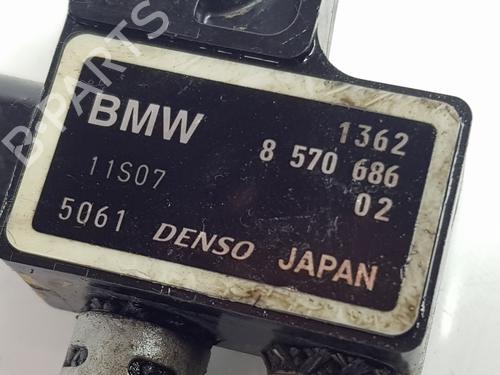 BMW 1362
11S07 8 570 686
02
5061 DENSO JAPAN
B-PARTS